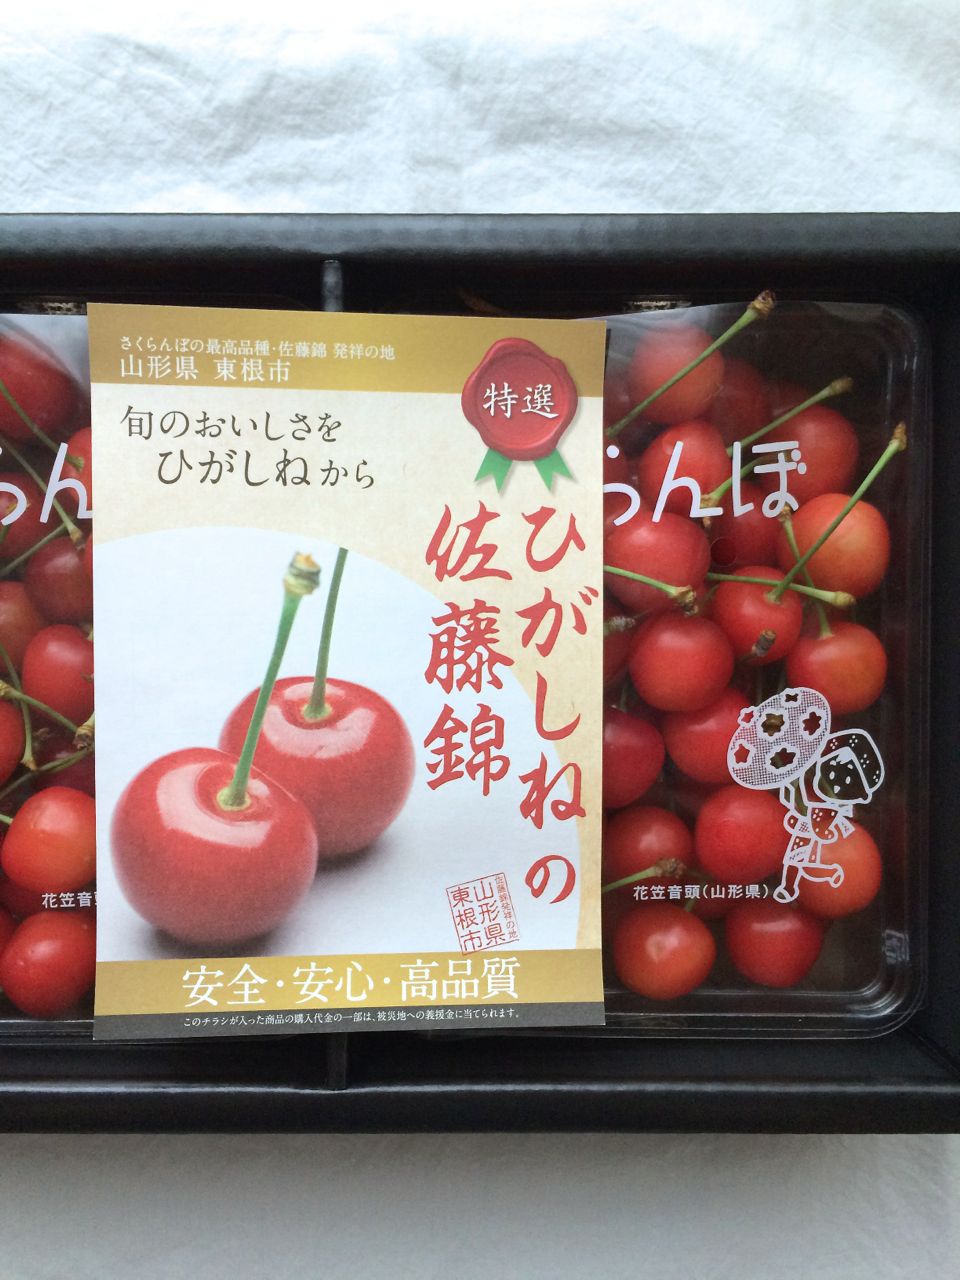 さくらんぼの最高品種・佐藤錦 発祥の地
山形県 東根市
特選
旬のおいしさを
ひがしねから
ひがしねの
佐藤錦
佐藤錦発祥の地
山形県
東根市
安全・安心・高品質
このチラシが入った商品の購入代金の一部は、被災地への義援金に当てられます。
らん
花笠音
らんぼ
花笠音頭(山形県)